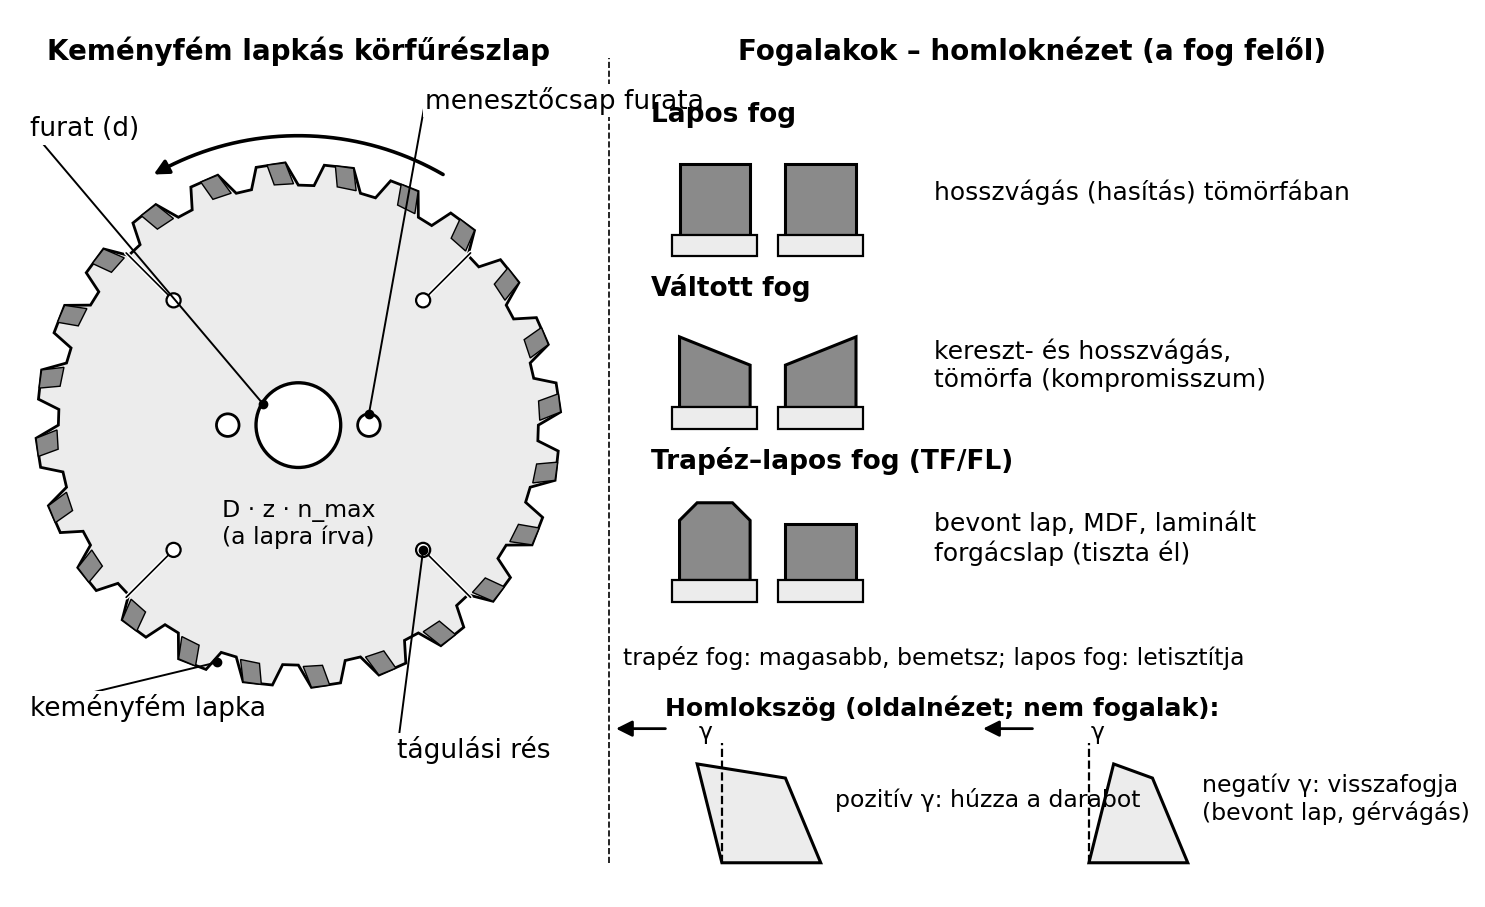 Keményfém lapkás körfűrészlap
menesztőcsap furata
furat (d)
D · z · n_max
(a lapra írva)
keményfém lapka
tágulási rés
Fogalakok – homloknézet (a fog felől)
Lapos fog
hosszvágás (hasítás) tömörfában
Váltott fog
kereszt- és hosszvágás,
tömörfa (kompromisszum)
Trapéz–lapos fog (TF/FL)
bevont lap, MDF, laminált
forgácslap (tiszta él)
trapéz fog: magasabb, bemetsz; lapos fog: letisztítja
Homlokszög (oldalnézet; nem fogalak):
γ
pozitív γ: húzza a darabot
γ
negatív γ: visszafogja
(bevont lap, gérvágás)